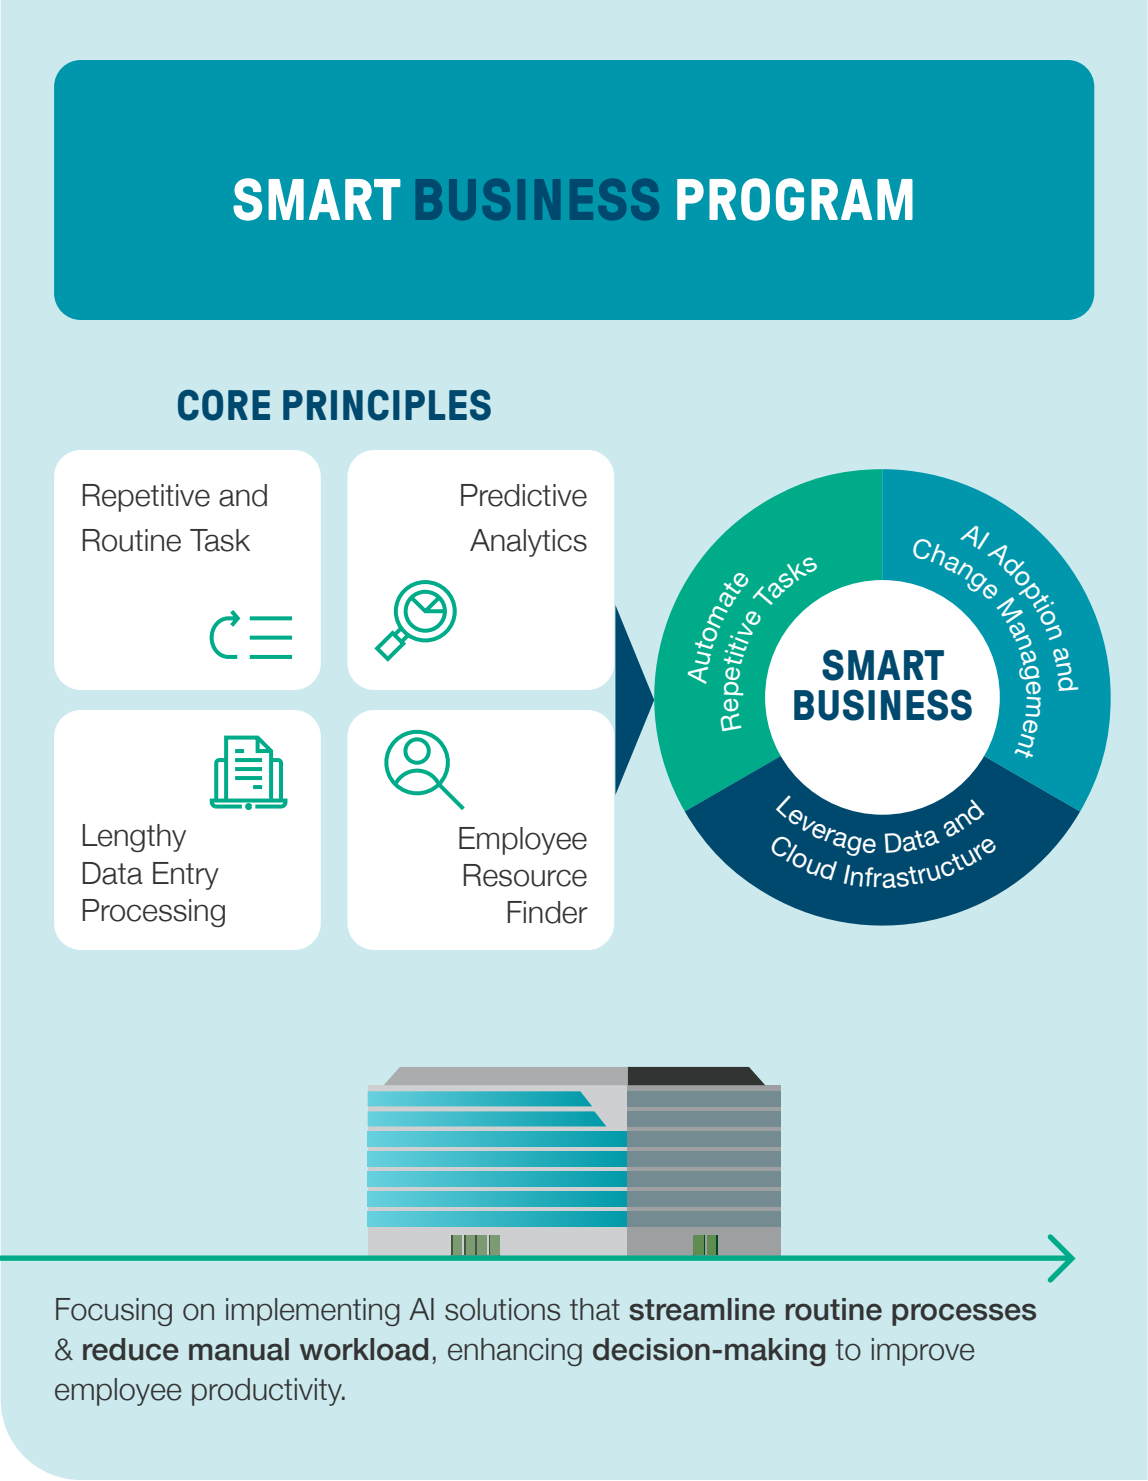 SMART BUSINESS PROGRAM
CORE PRINCIPLES
Repetitive and
Routine Task
Predictive
Analytics
Lengthy
Data Entry
Processing
Employee
Resource
Finder
Automate
Repetitive Tasks
AI Adoption and
Change Management
Leverage Data and
Cloud Infrastructure
SMART
BUSINESS
Focusing on implementing AI solutions that streamline routine processes
& reduce manual workload, enhancing decision-making to improve
employee productivity.